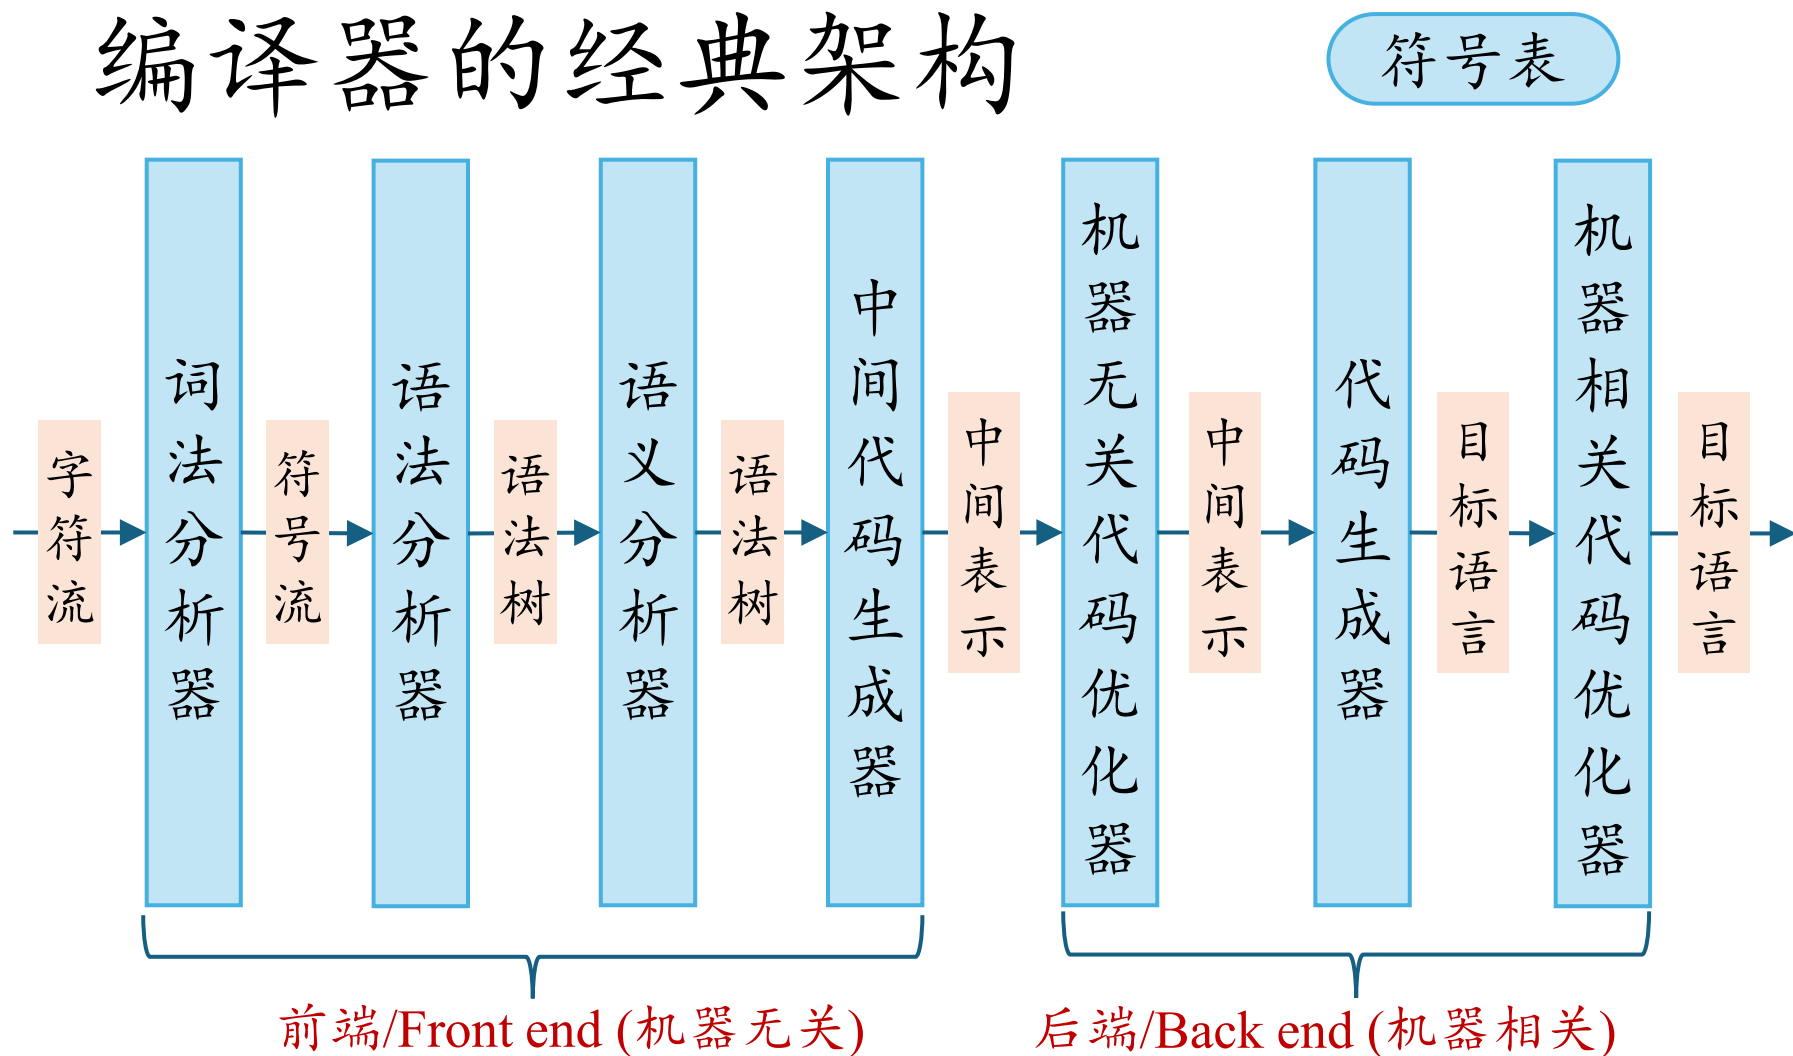 编译器的经典架构
符号表
字符流
词法分析器
符号流
语法分析器
语法树
语义分析器
语法树
中间代码生成器
中间表示
机器无关代码优化器
中间表示
代码生成器
目标语言
机器相关代码优化器
目标语言
前端/Front end (机器无关)
后端/Back end (机器相关)